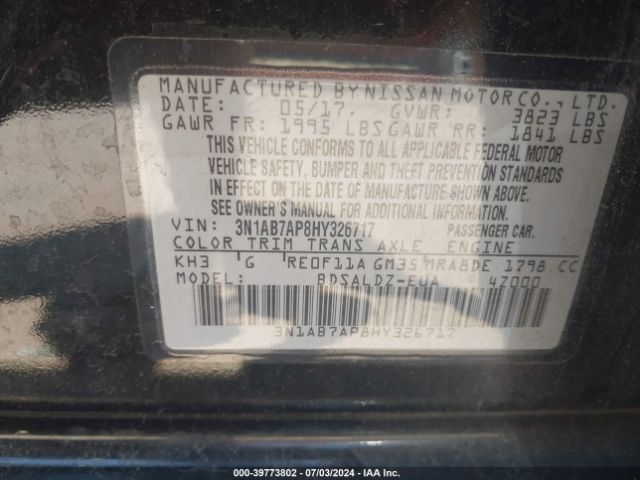 MANUFACTURED BY NISSAN MOTOR CO., LTD.
DATE: 05/17. GVWR: 3823 LBS
GAWR FR: 1995 LBS GAWR RR: 1841 LBS
THIS VEHICLE CONFORMS TO ALL APPLICABLE FEDERAL MOTOR
VEHICLE SAFETY, BUMPER AND THEFT PREVENTION STANDARDS
IN EFFECT ON THE DATE OF MANUFACTURE SHOWN ABOVE.
SEE OWNER'S MANUAL FOR ADDITIONAL INFORMATION.
VIN: 3N1AB7AP8HY326717 PASSENGER CAR.
COLOR TRIM TRANS AXLE ENGINE
KH3 G RE0F11A GM35 MRA8DE 1798 CC
MODEL: BDSALDZ-EUA 4Z000
3N1AB7AP8HY326717
000-39773802 - 07/03/2024 - IAA Inc.